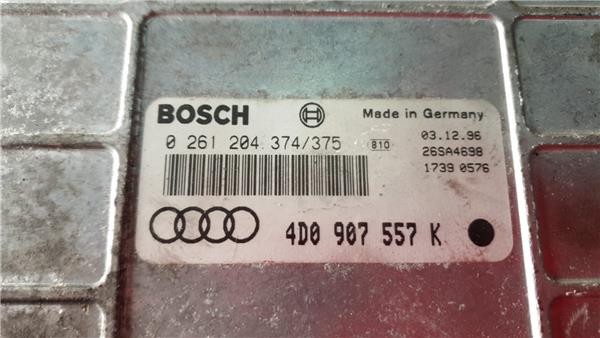 BOSCH
Made in Germany
0 261 204 374/375
810
03.12.96
26SA4698
1739 0576
4D0 907 557 K